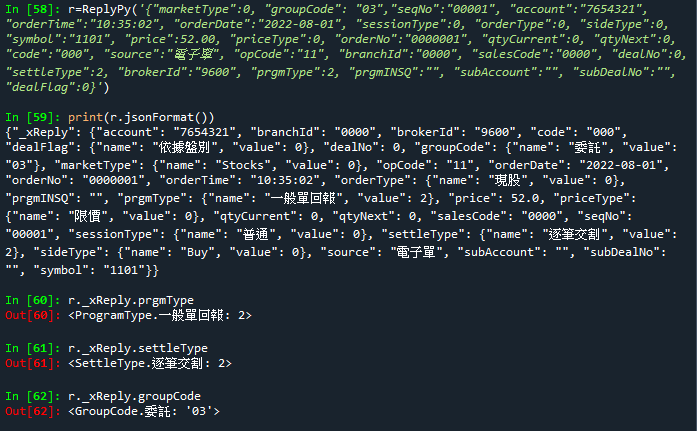 In [58]: r=ReplyPy('{"marketType":0, "groupCode": "03","seqNo":"00001", "account":"7654321",
"orderTime":"10:35:02", "orderDate":"2022-08-01", "sessionType":0, "orderType":0, "sideType":0,
"symbol":"1101", "price":52.00, "priceType":0, "orderNo":"0000001", "qtyCurrent":0, "qtyNext":0,
"code":"000", "source":"電子單", "opCode":"11", "branchId":"0000", "salesCode":"0000", "dealNo":0,
"settleType":2, "brokerId":"9600", "prgmType":2, "prgmINSQ":"", "subAccount":"", "subDealNo":"",
"dealFlag":0}')
In [59]: print(r.jsonFormat())
{"_xReply": {"account": "7654321", "branchId": "0000", "brokerId": "9600", "code": "000",
"dealFlag": {"name": "依據盤別", "value": 0}, "dealNo": 0, "groupCode": {"name": "委託", "value":
"03"}, "marketType": {"name": "Stocks", "value": 0}, "opCode": "11", "orderDate": "2022-08-01",
"orderNo": "0000001", "orderTime": "10:35:02", "orderType": {"name": "現股", "value": 0},
"prgmINSQ": "", "prgmType": {"name": "一般單回報", "value": 2}, "price": 52.0, "priceType":
{"name": "限價", "value": 0}, "qtyCurrent": 0, "qtyNext": 0, "salesCode": "0000", "seqNo":
"00001", "sessionType": {"name": "普通", "value": 0}, "settleType": {"name": "逐筆交割", "value":
2}, "sideType": {"name": "Buy", "value": 0}, "source": "電子單", "subAccount": "", "subDealNo":
"", "symbol": "1101"}}
In [60]: r._xReply.prgmType
Out[60]: <ProgramType.一般單回報: 2>
In [61]: r._xReply.settleType
Out[61]: <SettleType.逐筆交割: 2>
In [62]: r._xReply.groupCode
Out[62]: <GroupCode.委託: '03'>